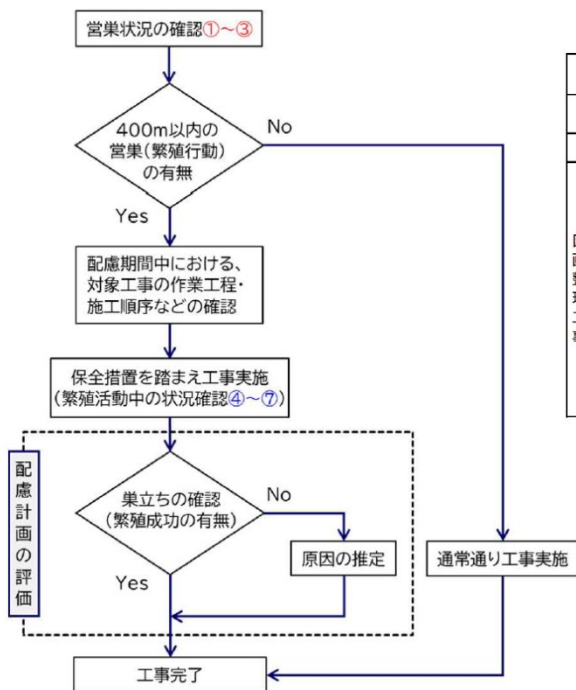 営巣状況の確認①～③
400m以内の
営巣(繁殖行動)
の有無
No
Yes
配慮期間中における、
対象工事の作業工程・
施工順序などの確認
保全措置を踏まえ工事実施
(繁殖活動中の状況確認④～⑦)
配慮計画の評価
巣立ちの確認
(繁殖成功の有無)
No
Yes
原因の推定
通常通り工事実施
工事完了